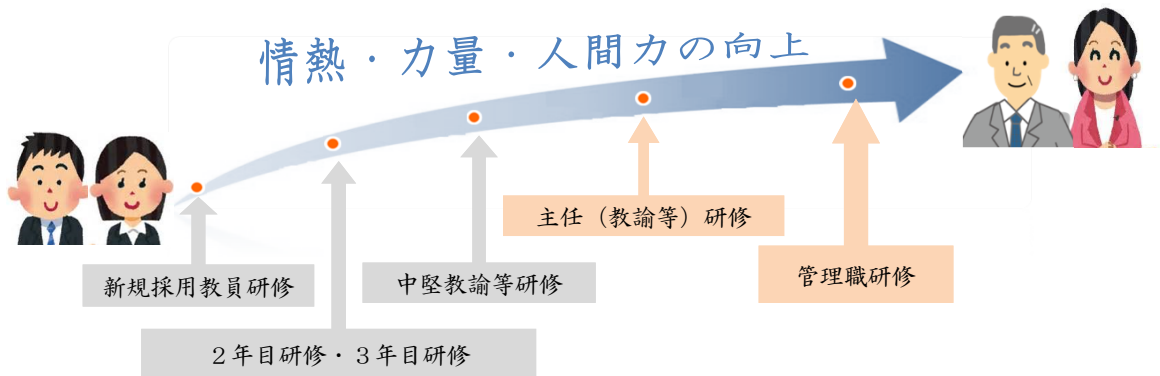 情熱・力量・人間力の向上
主任（教諭等）研修
新規採用教員研修
中堅教諭等研修
管理職研修
２年目研修・３年目研修